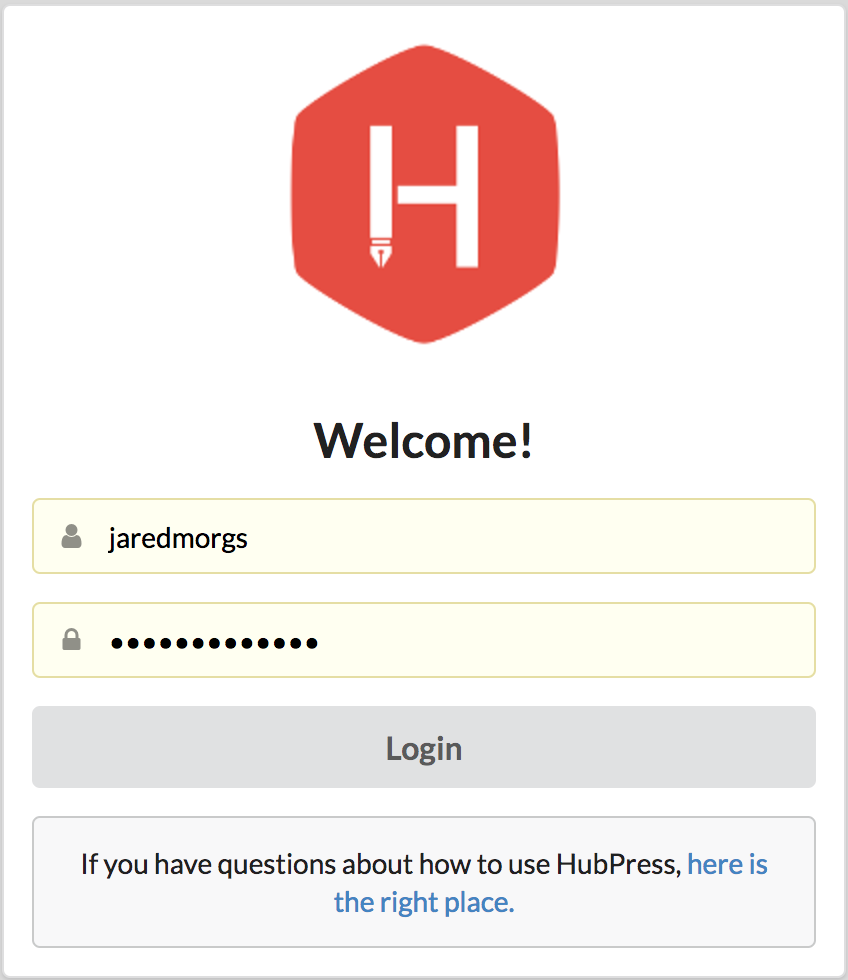 H
Welcome!
jaredmorgs
•••••••••••••
Login
If you have questions about how to use HubPress, here is
the right place.